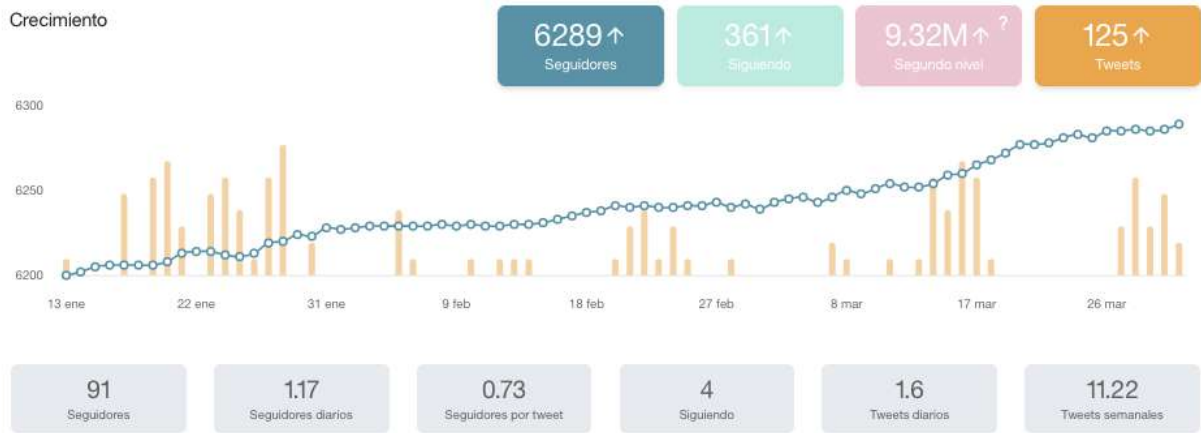 Crecimiento
6289↑
Seguidores
361↑
Siguiendo
9.32M↑ ?
Segundo nivel
125↑
Tweets
6300
6250
6200
13 ene 22 ene 31 ene 9 feb 18 feb 27 feb 8 mar 17 mar 26 mar
91
Seguidores
1.17
Seguidores diarios
0.73
Seguidores por tweet
4
Siguiendo
1.6
Tweets diarios
11.22
Tweets semanales